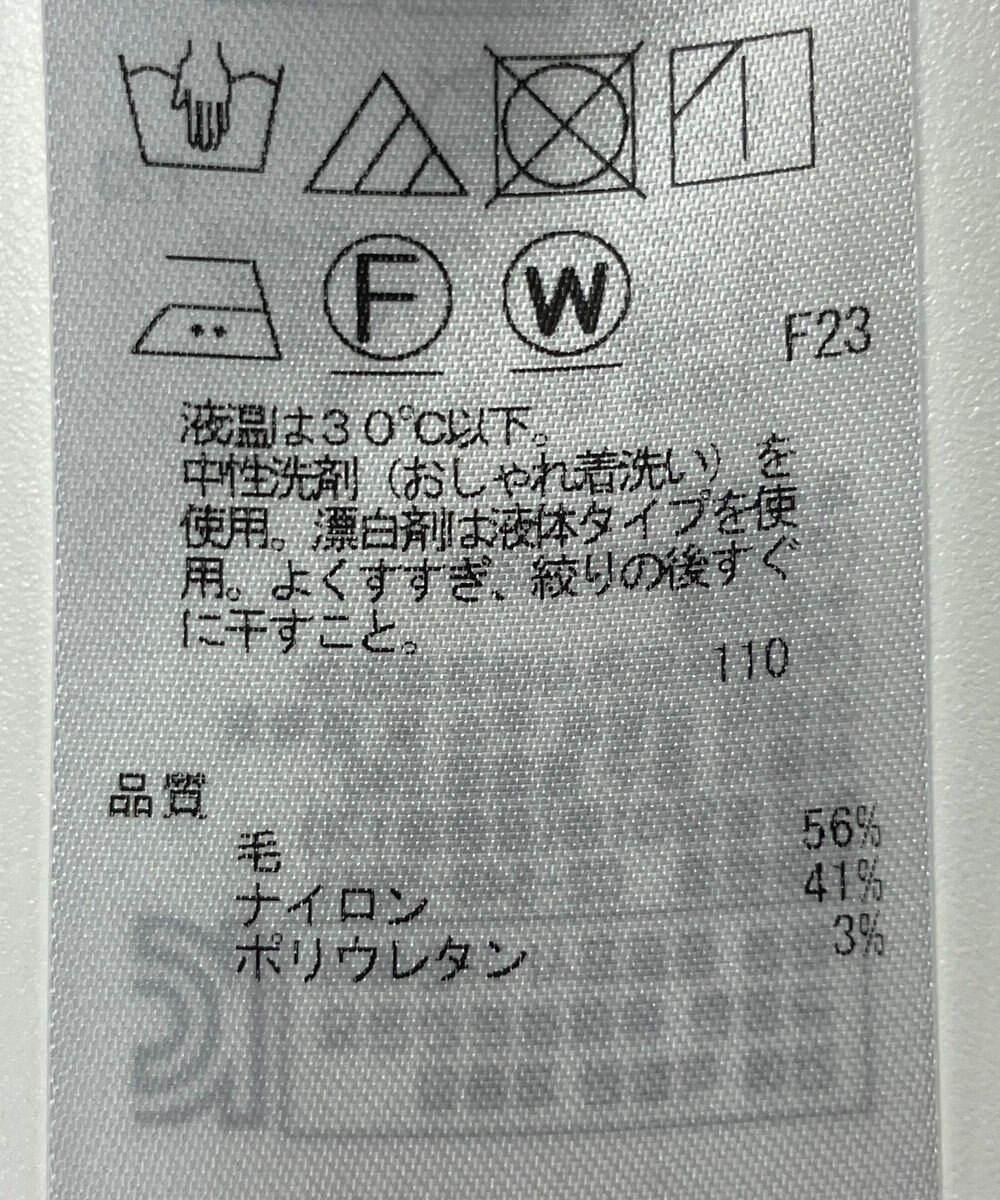 F
W
F23
液温は30℃以下。
中性洗剤（おしゃれ着洗い）を
使用。漂白剤は液体タイプを使
用。よくすすぎ、絞りの後すぐ
に干すこと。
110
品質
毛 56%
ナイロン 41%
ポリウレタン 3%